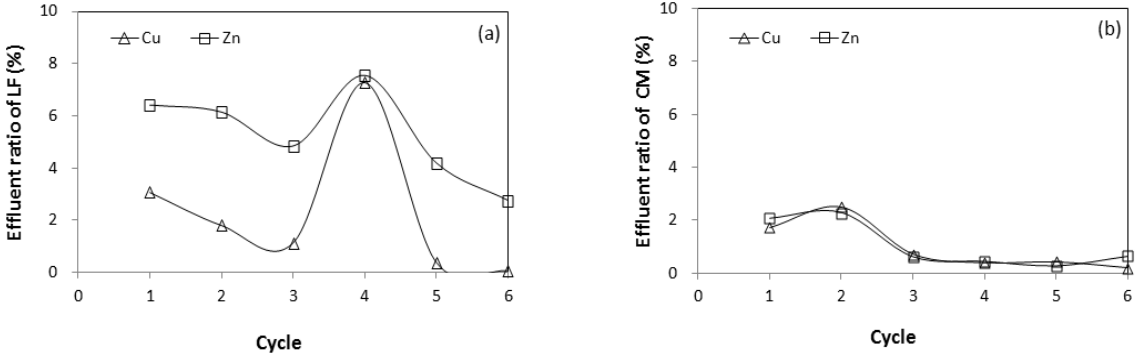 10
8
6
4
2
0
Effluent ratio of LF (%)
Cu Zn
(a)
0 1 2 3 4 5 6
Cycle
10
8
6
4
2
0
Effluent ratio of CM (%)
Cu Zn
(b)
0 1 2 3 4 5 6
Cycle